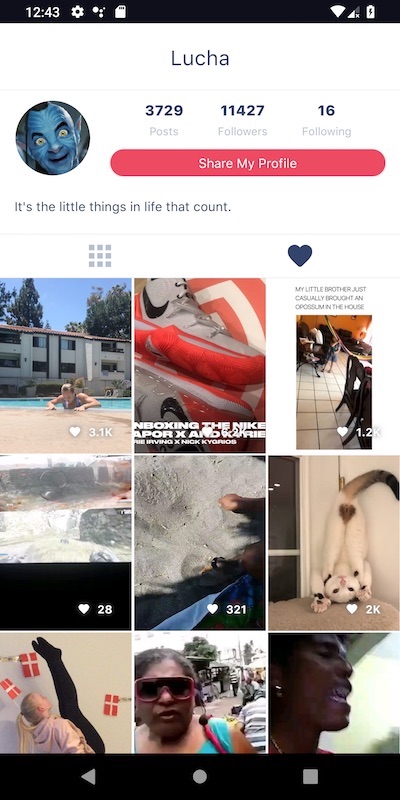 12:43
Lucha
3729 11427 16
Posts Followers Following
Share My Profile
It's the little things in life that count.
MY LITTLE BROTHER JUST
CASUALLY BROUGHT AN
OPOSSUM IN THE HOUSE
3.1K
NBOXING THE NIKE
APOR X AND KYRIE
RIE IRVING X NICK KYGRIOS
1.2K
28
321
2K